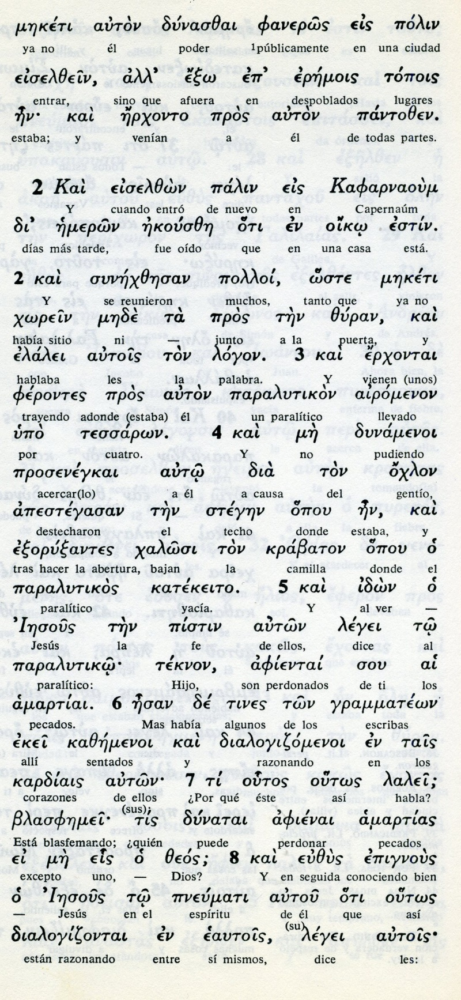 μηκέτι αὐτὸν δύνασθαι φανερῶς εἰς πόλιν
ya no él poder 1públicamente en una ciudad
εἰσελθεῖν, ἀλλ' ἔξω ἐπ' ἐρήμοις τόποις
entrar, sino que afuera en despoblados lugares
ἦν· καὶ ἤρχοντο πρὸς αὐτὸν πάντοθεν.
estaba; y venían a él de todas partes.
2 Καὶ εἰσελθὼν πάλιν εἰς Καφαρναοὺμ
Y cuando entró de nuevo en Capernaúm
δι' ἡμερῶν ἠκούσθη ὅτι ἐν οἴκῳ ἐστίν.
días más tarde, fue oído que en una casa está.
2 καὶ συνήχθησαν πολλοί, ὥστε μηκέτι
Y se reunieron muchos, tanto que ya no
χωρεῖν μηδὲ τὰ πρὸς τὴν θύραν, καὶ
había sitio ni — junto a la puerta, y
ἐλάλει αὐτοῖς τὸν λόγον. 3 καὶ ἔρχονται
hablaba les la palabra. Y vienen (unos)
φέροντες πρὸς αὐτὸν παραλυτικὸν αἰρόμενον
trayendo adonde (estaba) él un paralítico llevado
ὑπὸ τεσσάρων. 4 καὶ μὴ δυνάμενοι
por cuatro. Y no pudiendo
προσενέγκαι αὐτῷ διὰ τὸν ὄχλον
acercar(lo) a él a causa del gentío,
ἀπεστέγασαν τὴν στέγην ὅπου ἦν, καὶ
destecharon el techo donde estaba, y
ἐξορύξαντες χαλῶσι τὸν κράβατον ὅπου ὁ
tras hacer la abertura, bajan la camilla donde el
παραλυτικὸς κατέκειτο. 5 καὶ ἰδὼν ὁ
paralítico yacía. Y al ver —
Ἰησοῦς τὴν πίστιν αὐτῶν λέγει τῷ
Jesús la fe de ellos, dice al
παραλυτικῷ· τέκνον, ἀφίενταί σου αἱ
paralítico: Hijo, son perdonados de ti los
ἁμαρτίαι. 6 ἦσαν δέ τινες τῶν γραμματέων
pecados. Mas había algunos de los escribas
ἐκεῖ καθήμενοι καὶ διαλογιζόμενοι ἐν ταῖς
allí sentados y razonando en los
καρδίαις αὐτῶν· 7 τί οὗτος οὕτως λαλεῖ;
corazones de ellos ¿Por qué éste así habla?
(sus);
βλασφημεῖ· τίς δύναται ἀφιέναι ἁμαρτίας
Está blasfemando; ¿quién puede perdonar pecados
εἰ μὴ εἷς ὁ θεός; 8 καὶ εὐθὺς ἐπιγνοὺς
excepto uno, — Dios? Y en seguida conociendo bien
ὁ Ἰησοῦς τῷ πνεύματι αὐτοῦ ὅτι οὕτως
— Jesús en el espíritu de él que así
(su)
διαλογίζονται ἐν ἑαυτοῖς, λέγει αὐτοῖς·
están razonando entre sí mismos, dice les: